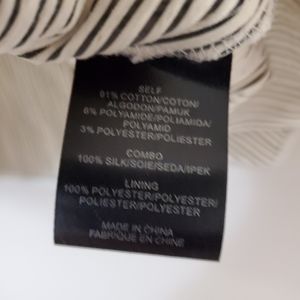 SELF
91% COTTON/COTON/
ALGODON/PAMUK
6% POLYAMIDE/POLIAMIDA/
POLYAMID
3% POLYESTER/POLIESTER
COMBO
100% SILK/SOIE/SEDA/IPEK
LINING
100% POLYESTER/POLYESTER/
POLIESTER/POLYESTER
MADE IN CHINA
FABRIQUE EN CHINE